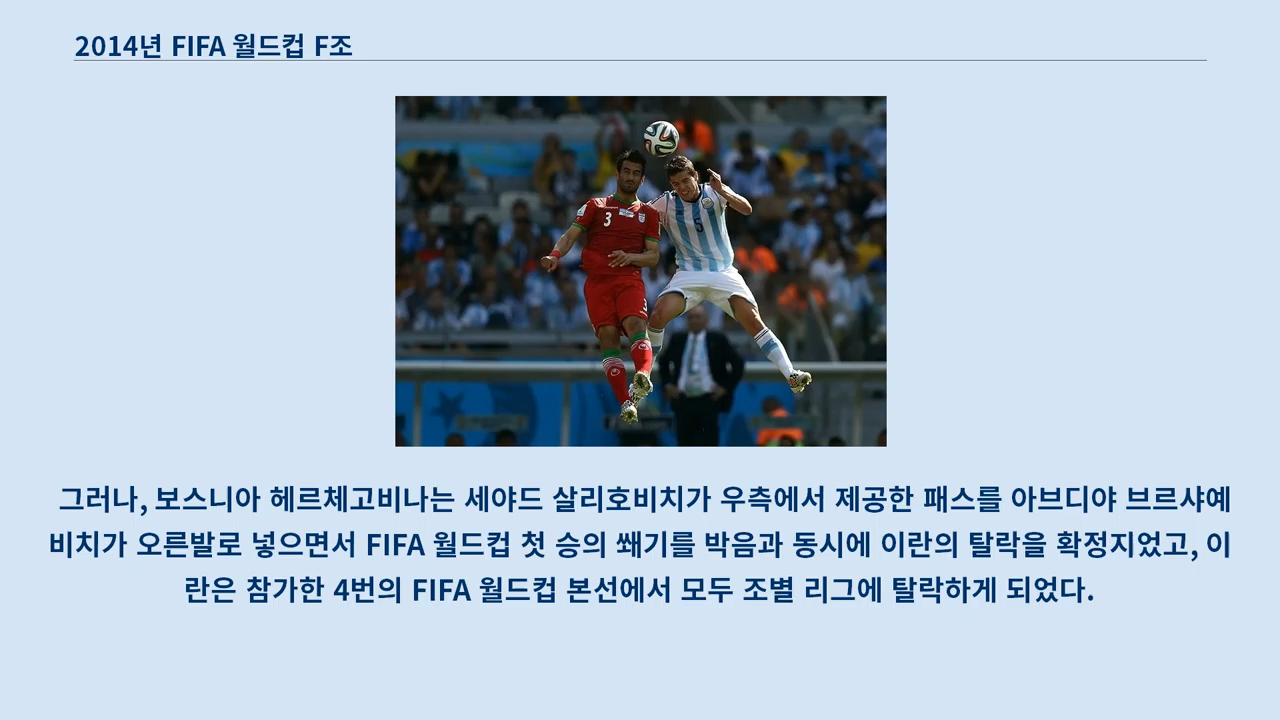 2014년 FIFA 월드컵 F조
3
5
3
그러나, 보스니아 헤르체고비나는 세야드 살리호비치가 우측에서 제공한 패스를 아브디야 브르샤예
비치가 오른발로 넣으면서 FIFA 월드컵 첫 승의 쐐기를 박음과 동시에 이란의 탈락을 확정지었고, 이
란은 참가한 4번의 FIFA 월드컵 본선에서 모두 조별 리그에 탈락하게 되었다.